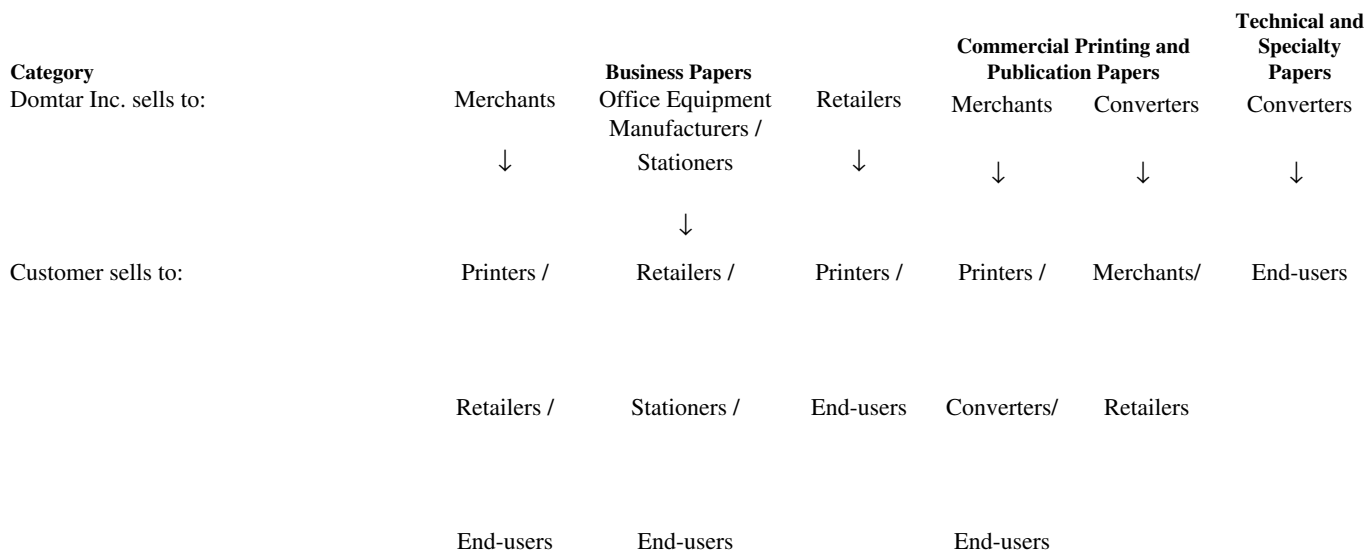 Technical and
Commercial Printing and Specialty
Category Business Papers Publication Papers Papers
Domtar Inc. sells to: Merchants Office Equipment Retailers Merchants Converters Converters
Manufacturers /
↓ Stationers ↓ ↓ ↓ ↓
↓
Customer sells to: Printers / Retailers / Printers / Printers / Merchants/ End-users
Retailers / Stationers / End-users Converters/ Retailers
End-users End-users End-users